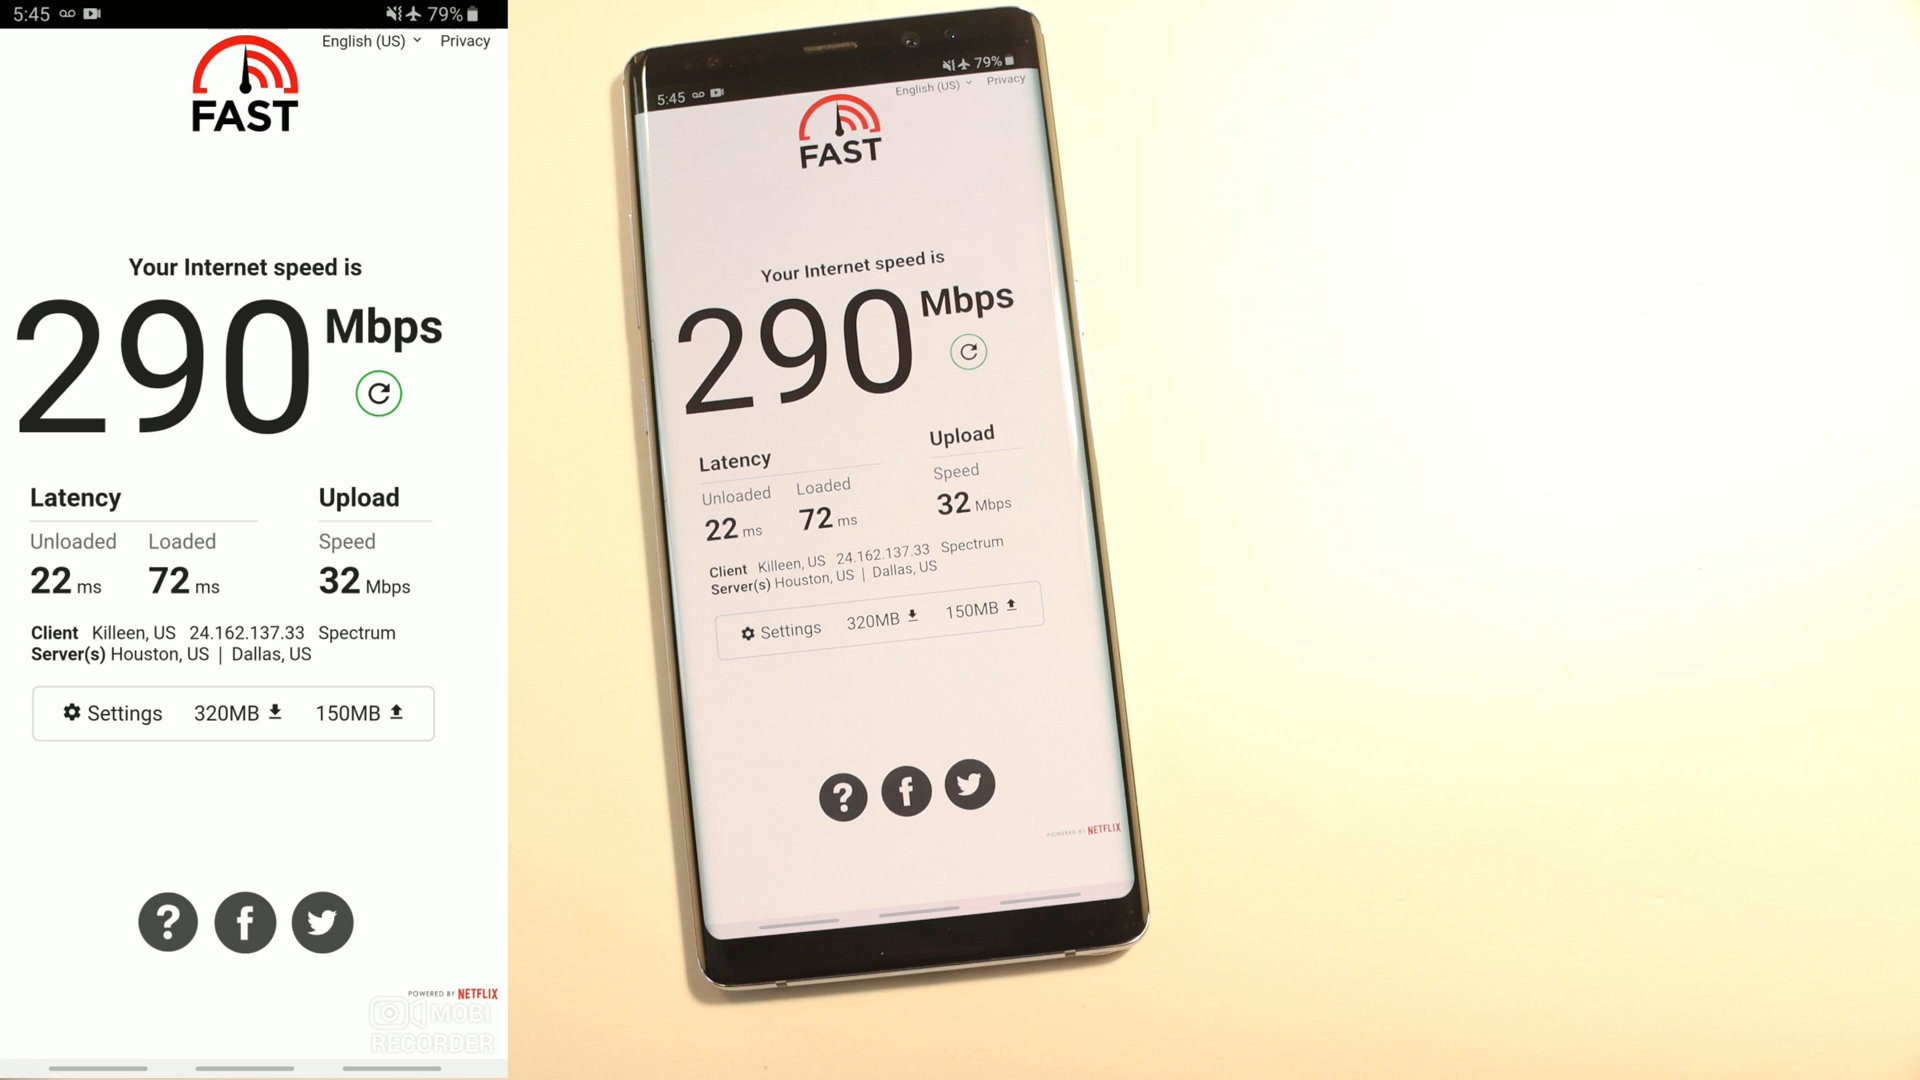 5:45 79%
English (US) Privacy
FAST
Your Internet speed is
290 Mbps
Latency Upload
Unloaded Loaded Speed
22 ms 72 ms 32 Mbps
Client Killeen, US 24.162.137.33 Spectrum
Server(s) Houston, US | Dallas, US
Settings 320MB 150MB
POWERED BY NETFLIX
MOBI
RECORDER
5:45 79%
English (US) Privacy
FAST
Your Internet speed is
290 Mbps
Latency Upload
Unloaded Loaded Speed
22 ms 72 ms 32 Mbps
Client Killeen, US 24.162.137.33 Spectrum
Server(s) Houston, US | Dallas, US
Settings 320MB 150MB
POWERED BY NETFLIX